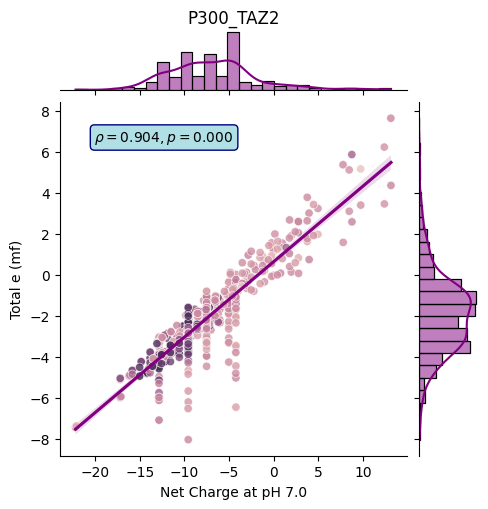 P300_TAZ2
ρ = 0.904, p = 0.000
8
6
4
2
0
−2
−4
−6
−8
Total e (mf)
−20 −15 −10 −5 0 5 10
Net Charge at pH 7.0